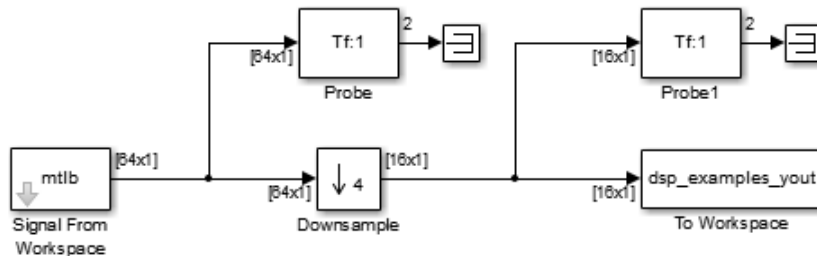 Tf:1
2
[64x1]
Probe
Tf:1
2
[16x1]
Probe1
mtlb
[64x1]
Signal From
Workspace
[64x1]
4
[16x1]
Downsample
[16x1]
dsp_examples_yout
To Workspace